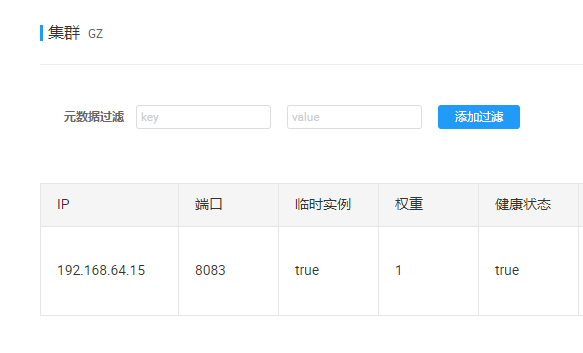 集群 GZ
元数据过滤 key value 添加过滤
IP 端口 临时实例 权重 健康状态
192.168.64.15 8083 true 1 true